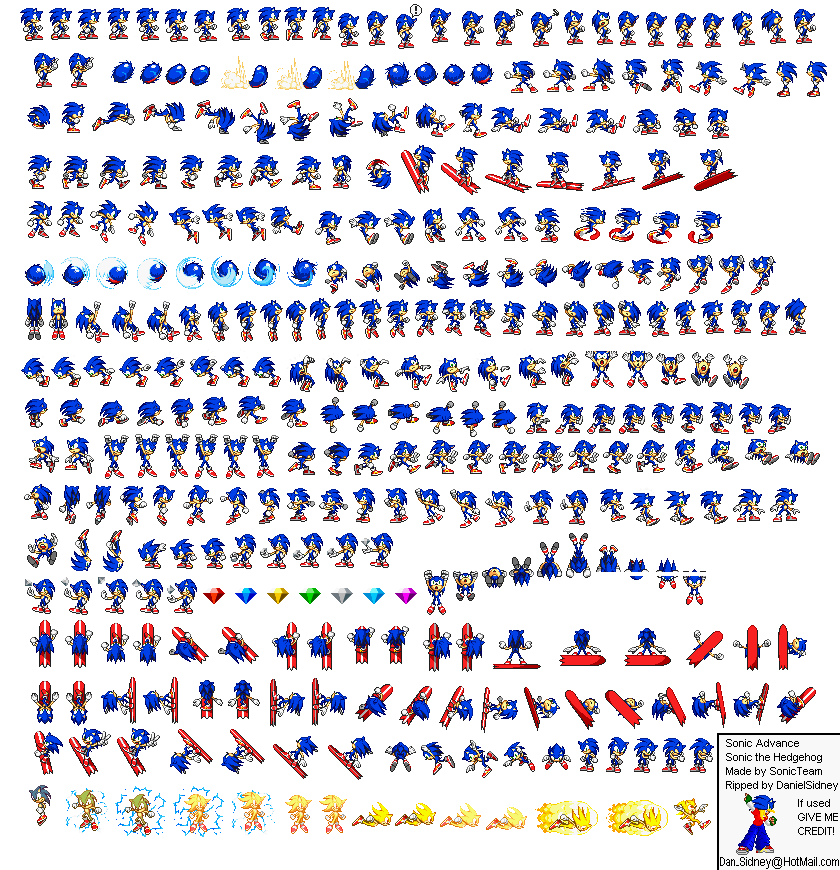 !
Sonic Advance
Sonic the Hedgehog
Made by SonicTeam
Ripped by DanielSidney
If used
GIVE ME
CREDIT!
Dan_Sidney@HotMail.com